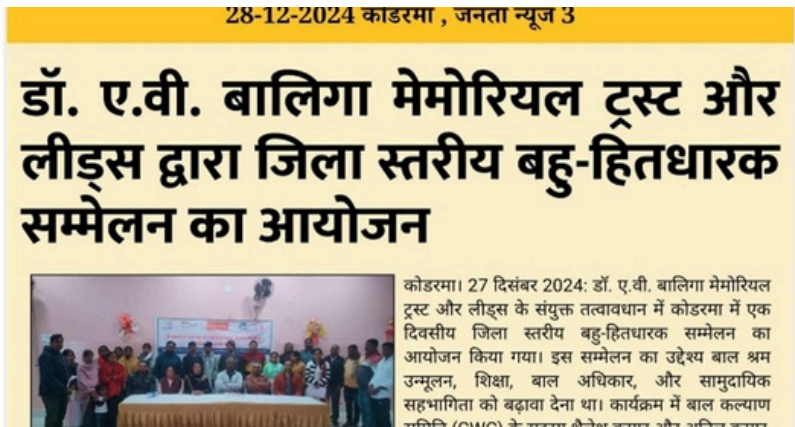 28-12-2024 कोडरमा , जनता न्यूज 3
डॉ. ए.वी. बालिगा मेमोरियल ट्रस्ट और
लीड्स द्वारा जिला स्तरीय बहु-हितधारक
सम्मेलन का आयोजन
कोडरमा। 27 दिसंबर 2024: डॉ. ए.वी. बालिगा मेमोरियल
ट्रस्ट और लीड्स के संयुक्त तत्वावधान में कोडरमा में एक
दिवसीय जिला स्तरीय बहु-हितधारक सम्मेलन का
आयोजन किया गया। इस सम्मेलन का उद्देश्य बाल श्रम
उन्मूलन, शिक्षा, बाल अधिकार, और सामुदायिक
सहभागिता को बढ़ावा देना था। कार्यक्रम में बाल कल्याण